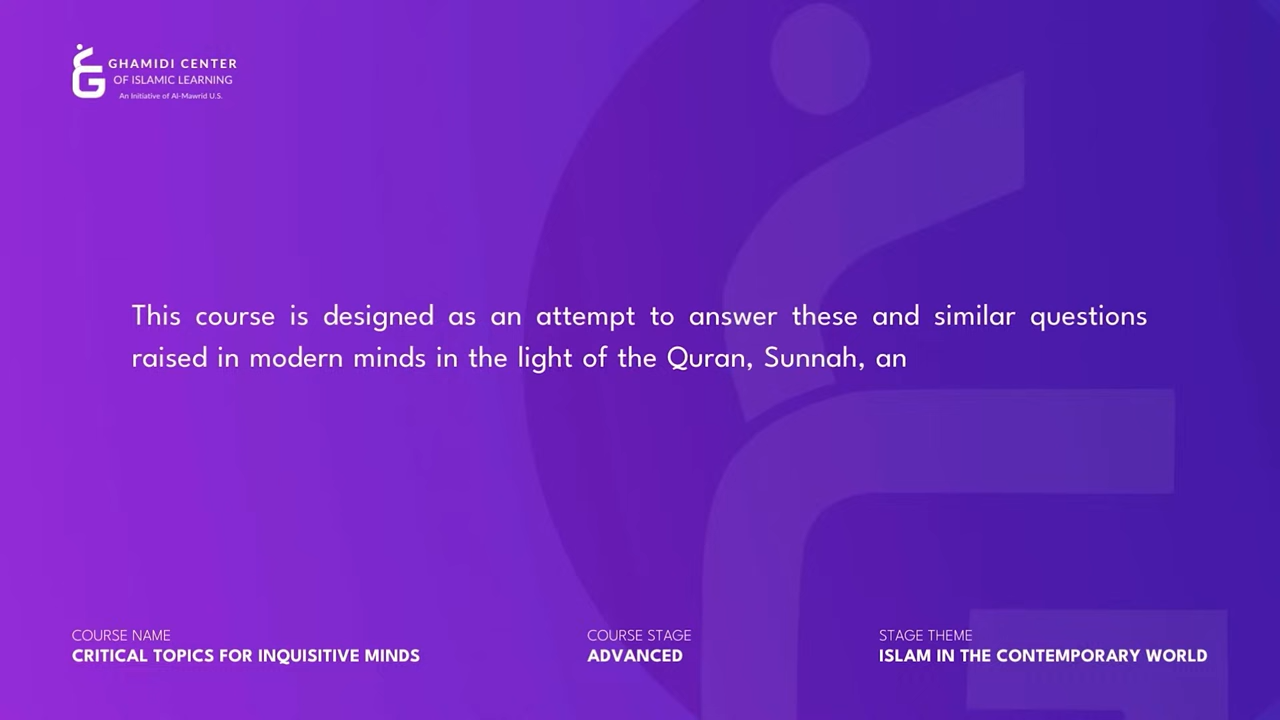 GHAMIDI CENTER
OF ISLAMIC LEARNING
An Initiative of Al-Mawrid U.S.
This course is designed as an attempt to answer these and similar questions
raised in modern minds in the light of the Quran, Sunnah, an
COURSE NAME
CRITICAL TOPICS FOR INQUISITIVE MINDS
COURSE STAGE
ADVANCED
STAGE THEME
ISLAM IN THE CONTEMPORARY WORLD